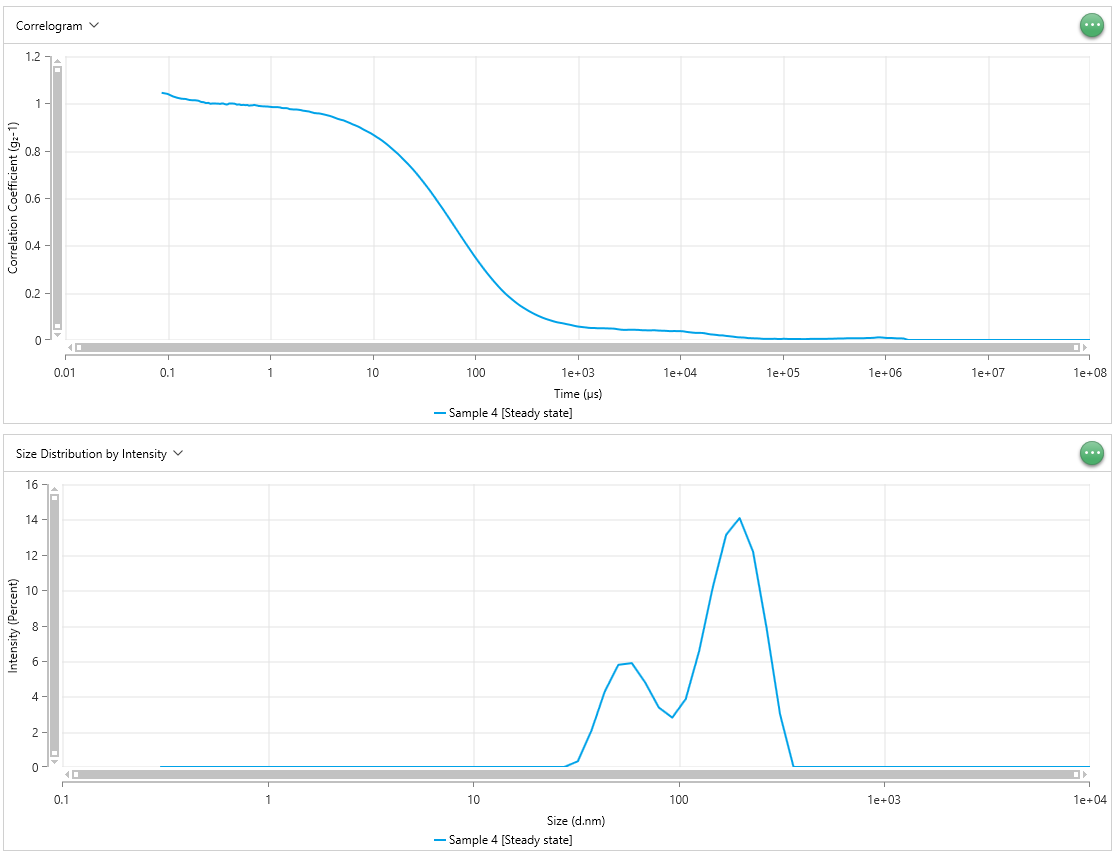 Correlogram
1.2
1
0.8
0.6
0.4
0.2
0
Correlation Coefficient (g₂-1)
0.01 0.1 1 10 100 1e+03 1e+04 1e+05 1e+06 1e+07 1e+08
Time (µs)
Sample 4 [Steady state]
Size Distribution by Intensity
16
14
12
10
8
6
4
2
0
Intensity (Percent)
0.1 1 10 100 1e+03 1e+04
Size (d.nm)
Sample 4 [Steady state]